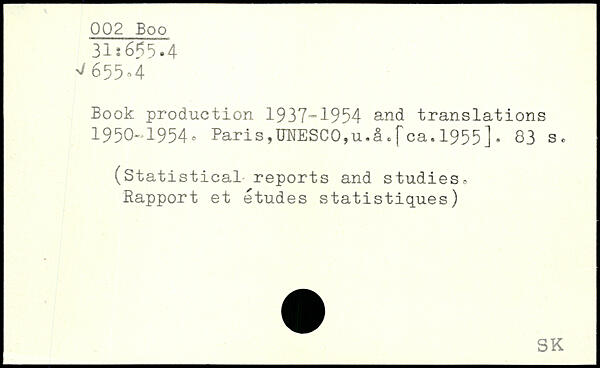 002 Boo
31:655.4
✓ 655.4
Book production 1937-1954 and translations
1950-1954. Paris,UNESCO,u.å.[ca.1955]. 83 s.
(Statistical reports and studies.
Rapport et études statistiques)
SK